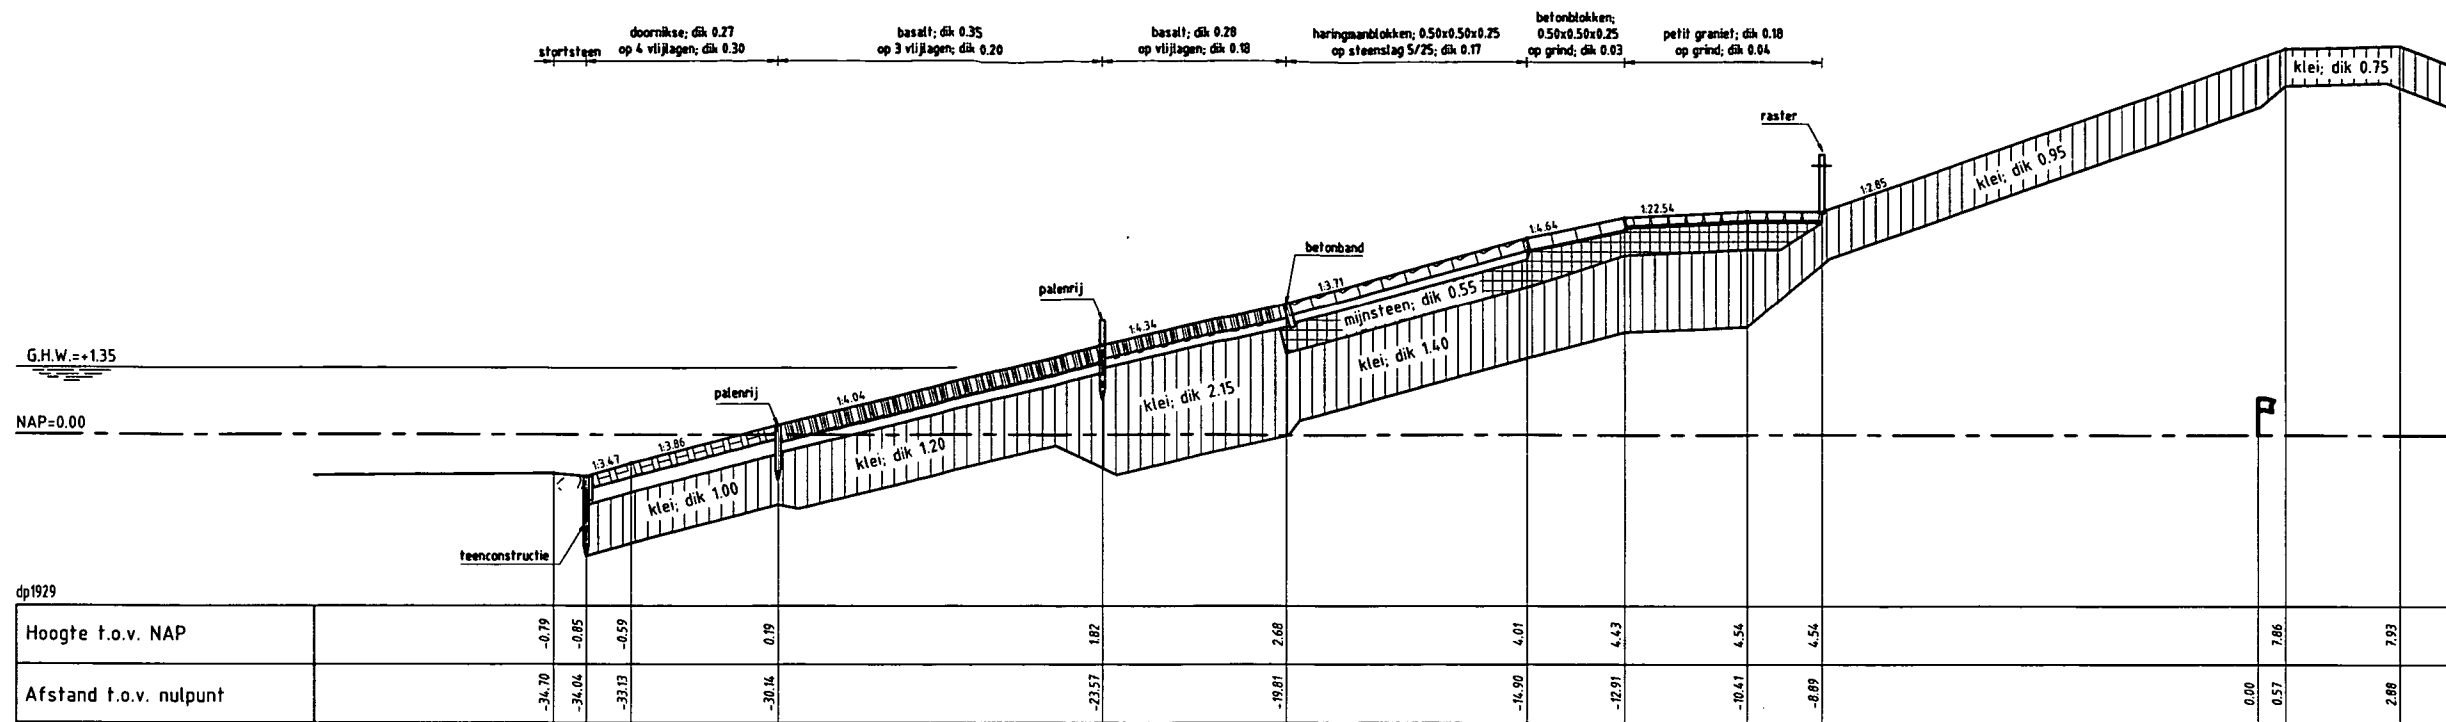 stortsteen
doornikse; dik 0.27
op 4 vlijlagen; dik 0.30
basalt; dik 0.35
op 3 vlijlagen; dik 0.20
basalt; dik 0.28
op vlijlagen; dik 0.18
haringmanblokken; 0.50x0.50x0.25
op steenslag 5/25; dik 0.17
betonblokken;
0.50x0.50x0.25
op grind; dik 0.03
petit graniet; dik 0.18
op grind; dik 0.04
klei; dik 0.75
raster
1:2.85
klei; dik 0.95
1:22.54
1:4.64
betonband
1:3.71
mijnsteen; dik 0.55
palenrij
1:4.34
klei; dik 1.40
G.H.W.=+1.35
klei; dik 2.15
palenrij
1:4.04
NAP=0.00
klei; dik 1.20
1:3.86
1:3.47
klei; dik 1.00
teenconstructie
dp1929
Hoogte t.o.v. NAP
-0.79
-0.85
-0.59
0.19
1.82
2.68
4.01
4.43
4.54
4.54
7.86
7.93
Afstand t.o.v. nulpunt
-34.70
-34.04
-33.13
-30.14
-23.57
-19.81
-14.90
-12.91
-10.41
-8.89
0.00
0.57
2.88